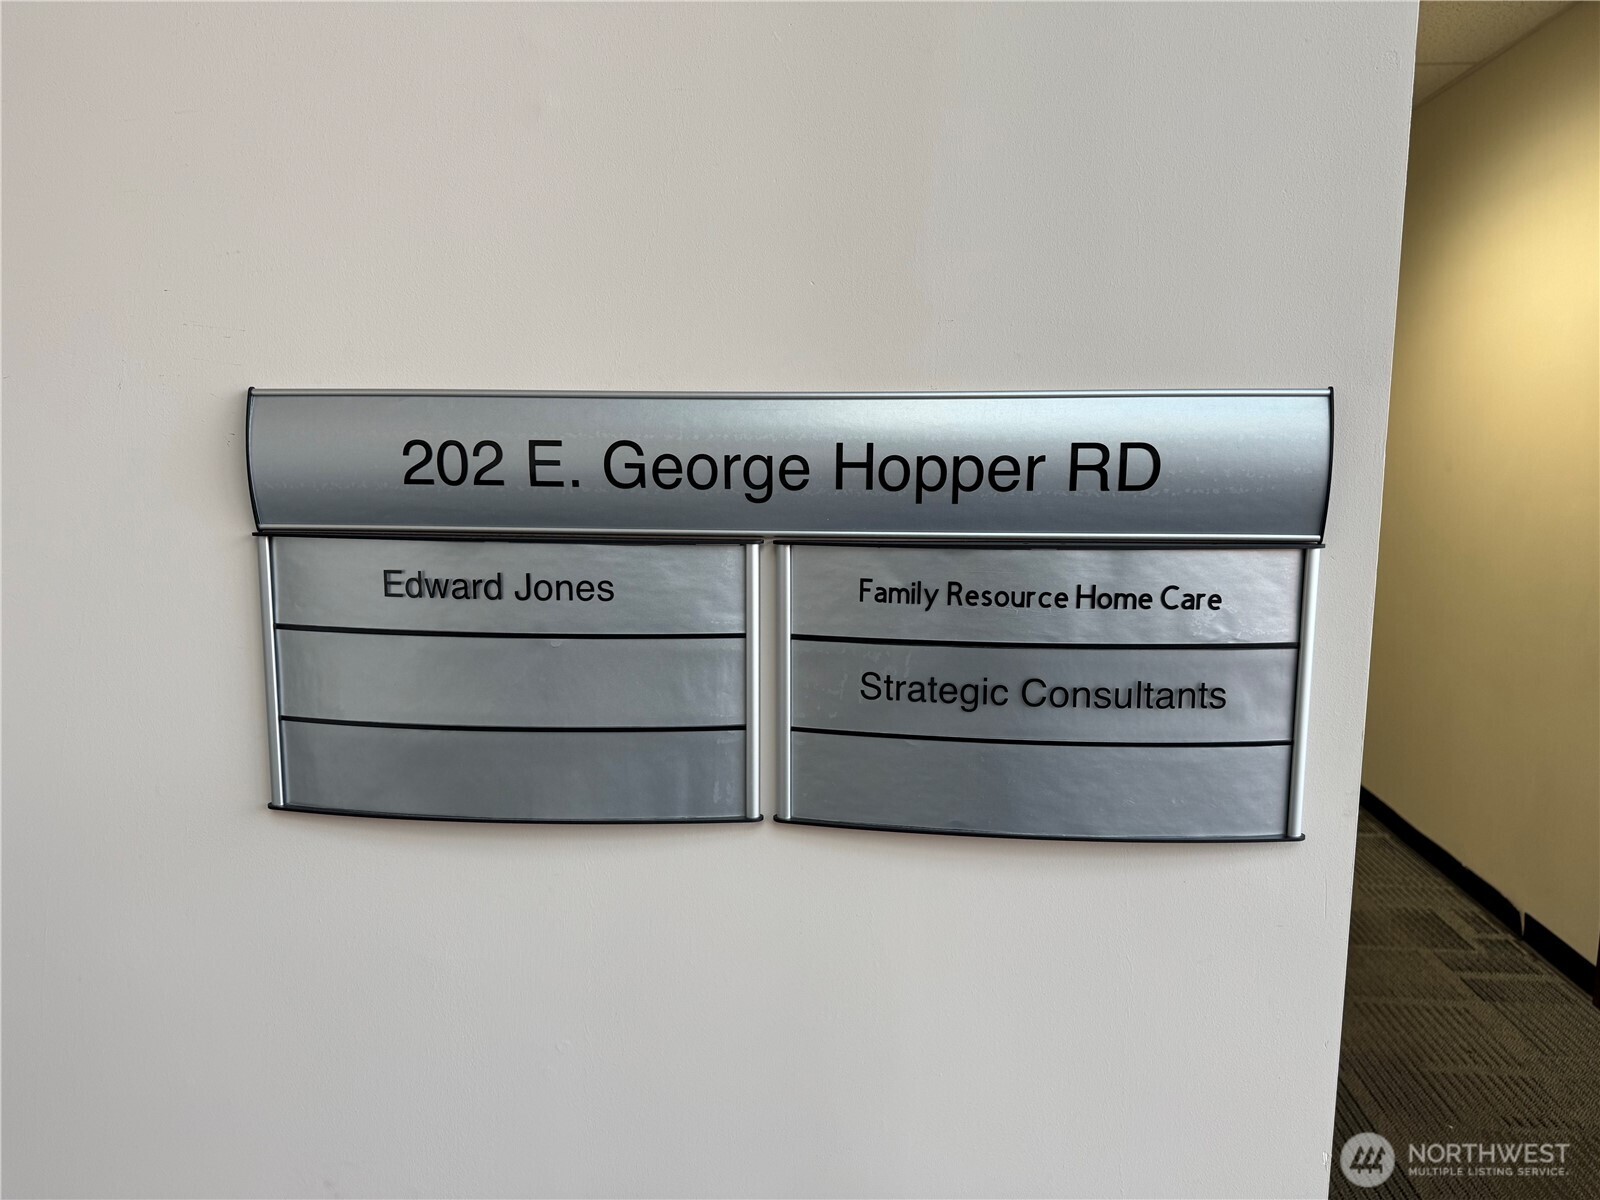 202 E. George Hopper RD
Edward Jones
Family Resource Home Care
Strategic Consultants
NORTHWEST
MULTIPLE LISTING SERVICE.